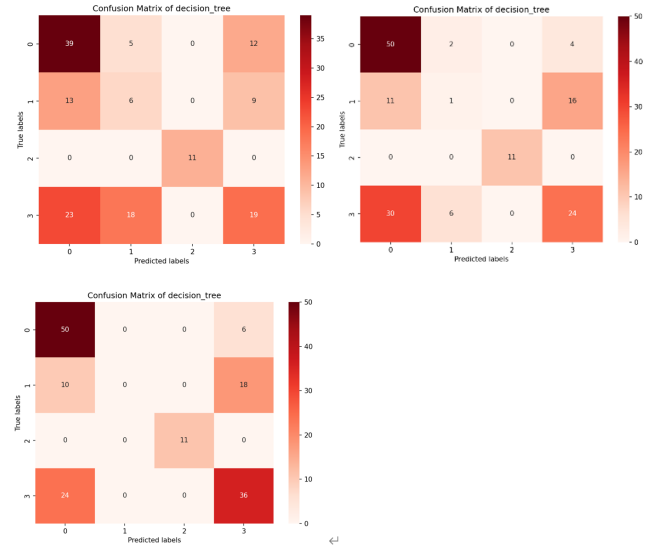 Confusion Matrix of decision_tree
39 5 0 12
13 6 0 9
0 0 11 0
23 18 0 19
0 1 2 3
0 1 2 3
True labels
Predicted labels
35
30
25
20
15
10
5
0
Confusion Matrix of decision_tree
50 2 0 4
11 1 0 16
0 0 11 0
30 6 0 24
0 1 2 3
0 1 2 3
True labels
Predicted labels
50
40
30
20
10
0
Confusion Matrix of decision_tree
50 0 0 6
10 0 0 18
0 0 11 0
24 0 0 36
0 1 2 3
0 1 2 3
True labels
Predicted labels
50
40
30
20
10
0